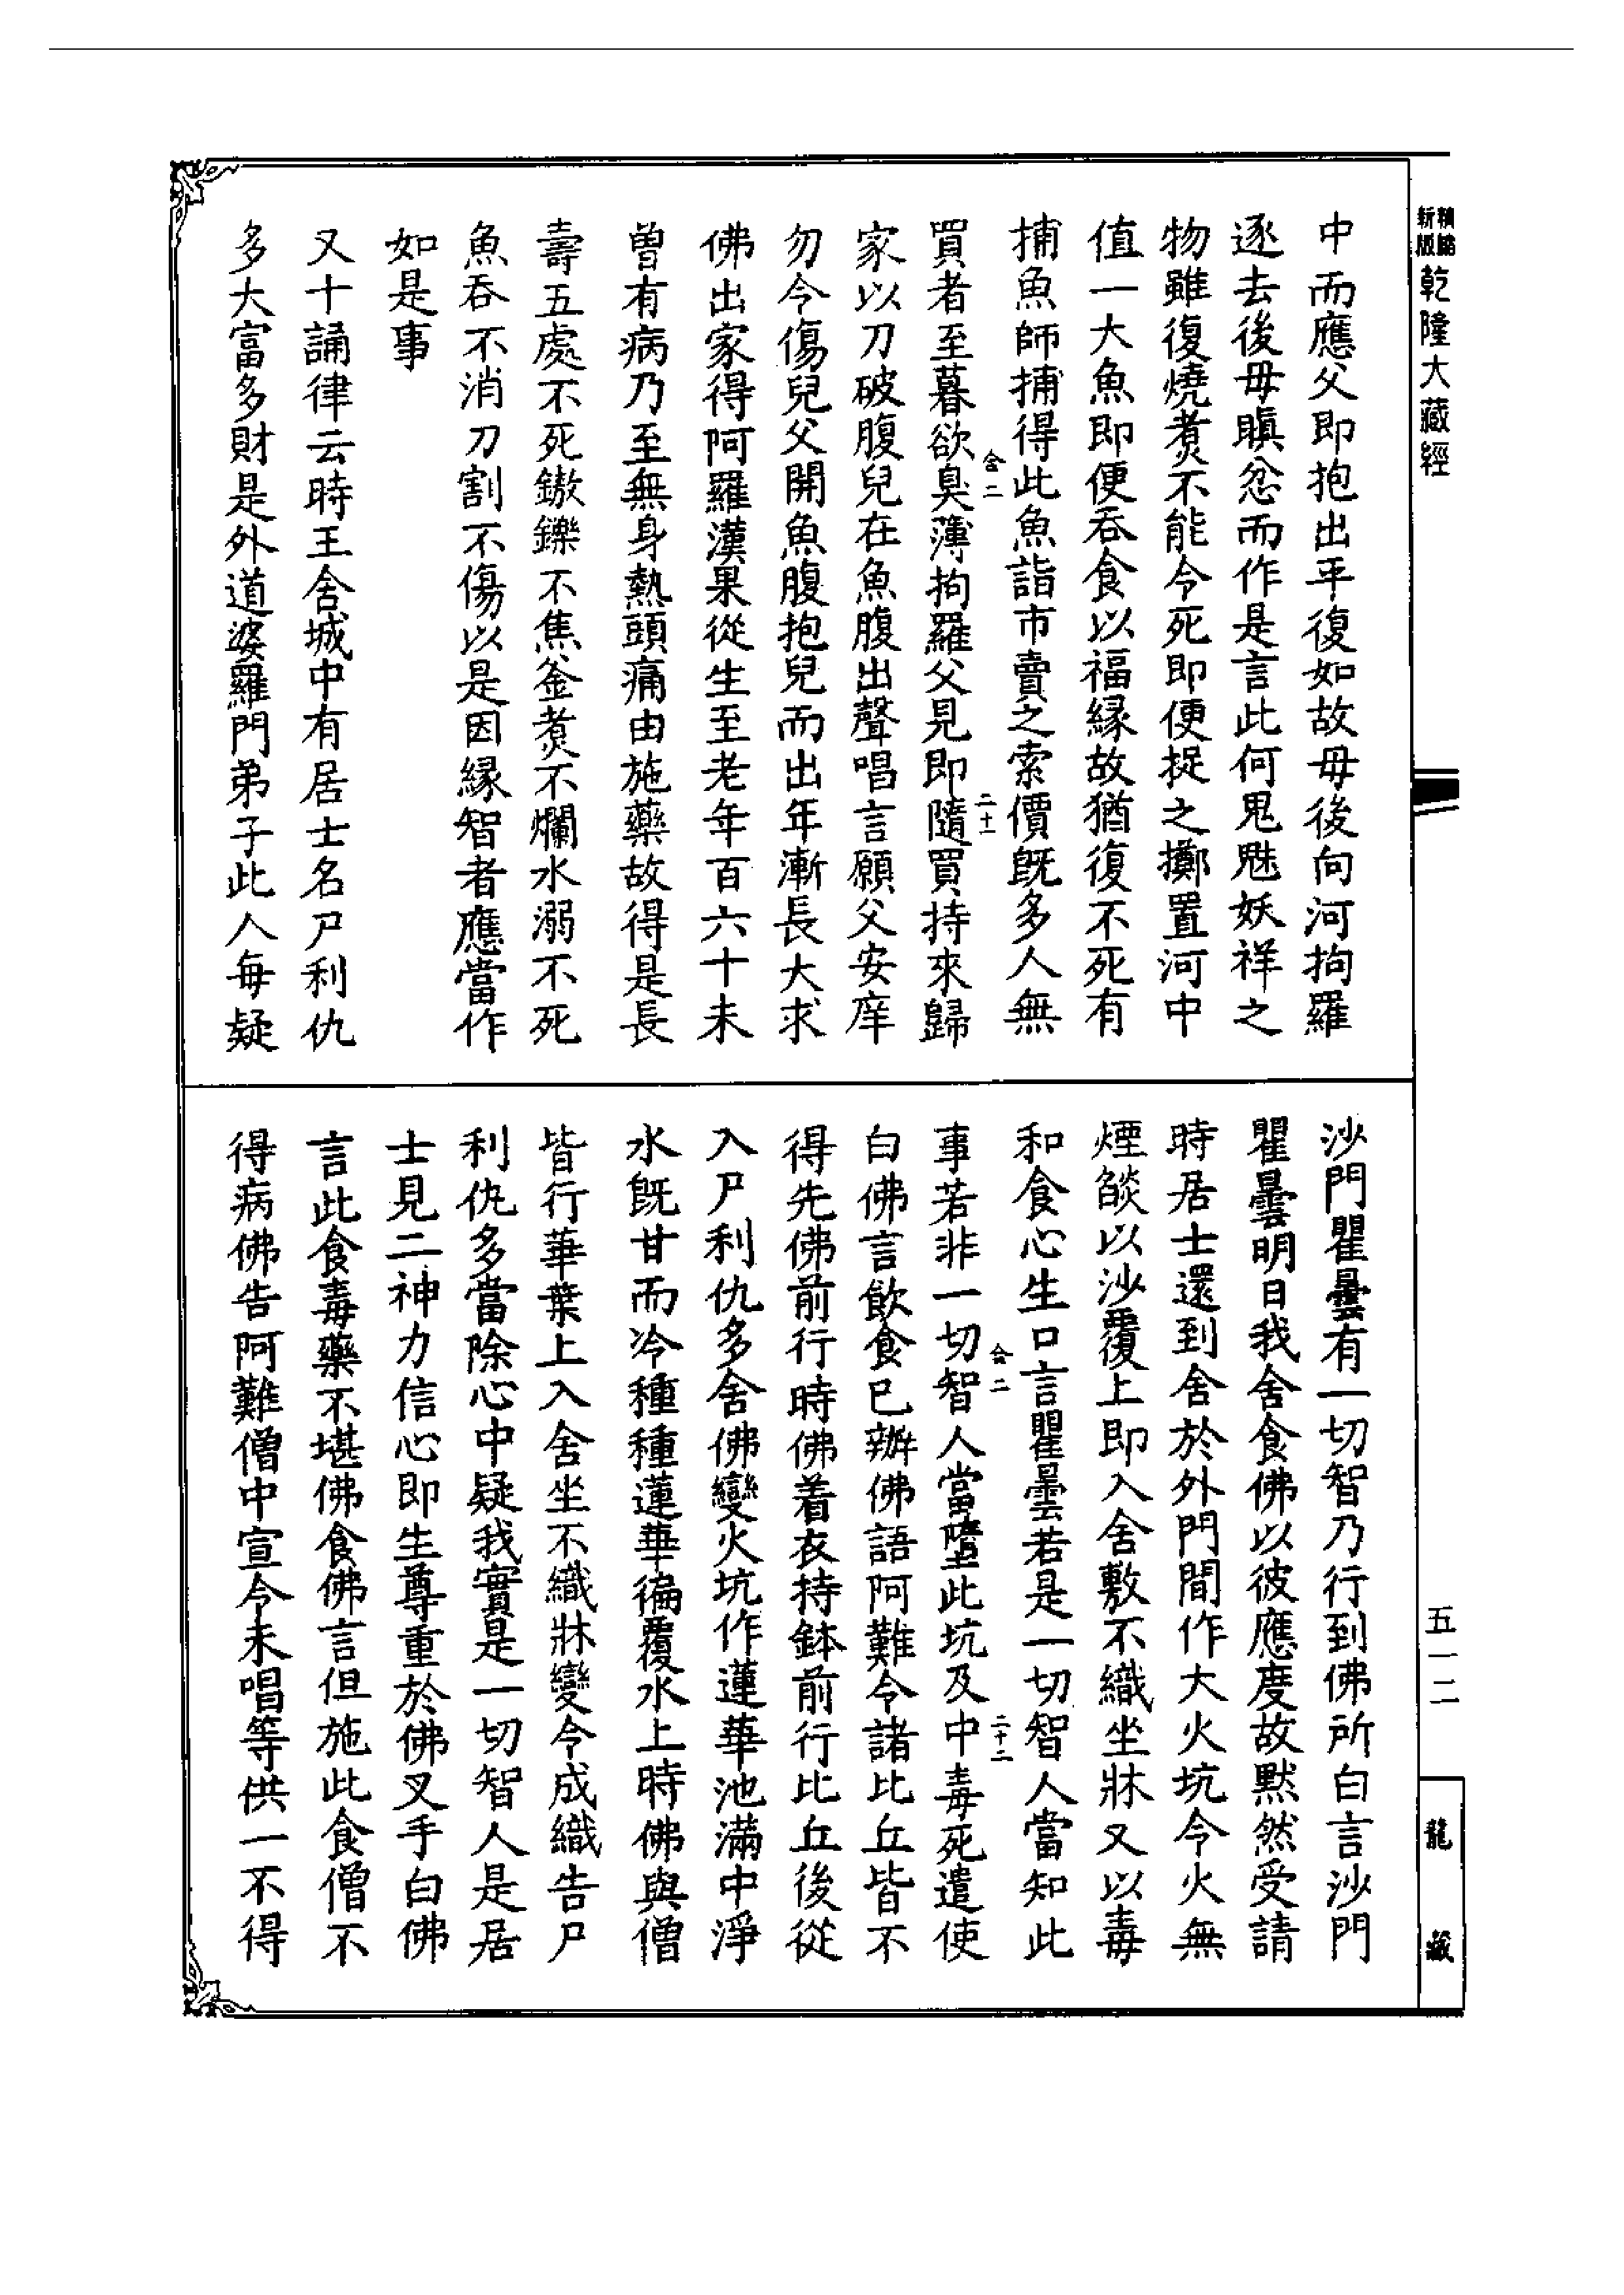 新版精縮
乾隆大藏經
中而應父即抱出平復如故毋後向河拘羅
逐去後毋瞋忿而作是言此何鬼魅妖祥之
物雖復燒煮不能令死即便捉之擲置河中
值一大魚即便吞食以福緣故猶復不死有
捕魚師捕得此魚詣市賣之索價既多人無
買者至暮欲臭薄拘羅父見即隨買持來歸
家以刀破腹兒在魚腹出聲唱言願父安庠
勿令傷兒父開魚腹抱兒而出年漸長大求
佛出家得阿羅漢果從生至老年百六十未
曾有病乃至無身熱頭痛由施藥故得是長
壽五處不死鏊鑠不焦釜煮不爛水溺不死
魚吞不消刀割不傷以是因緣智者應當作
如是事
又十誦律云時王舍城中有居士名尸利仇
多大富多財是外道婆羅門弟子此人每疑
沙門瞿曇有一切智乃行到佛所白言沙門
瞿曇明日我舍食佛以彼應度故默然受請
時居士還到舍於外門間作大火坑令火無
煙燄以沙覆上即入舍敷不織坐牀又以毒
和食心生口言瞿曇若是一切智人當知此
事若非一切智人當墮此坑及中毒死遣使
白佛言飲食已辦佛語阿難令諸比丘皆不
得先佛前行時佛着衣持鉢前行比丘後從
入尸利仇多舍佛變火坑作蓮華池滿中淨
水既甘而冷種種蓮華徧覆水上時佛與僧
皆行華葉上入舍坐不織牀變令成織告尸
利仇多當除心中疑我實是一切智人是居
士見二神力信心即生尊重於佛叉手白佛
言此食毒藥不堪佛食佛言但施此食僧不
得病佛告阿難僧中宣令未唱等供一不得
合二
二十一
合二
二十二
五一二
龍藏